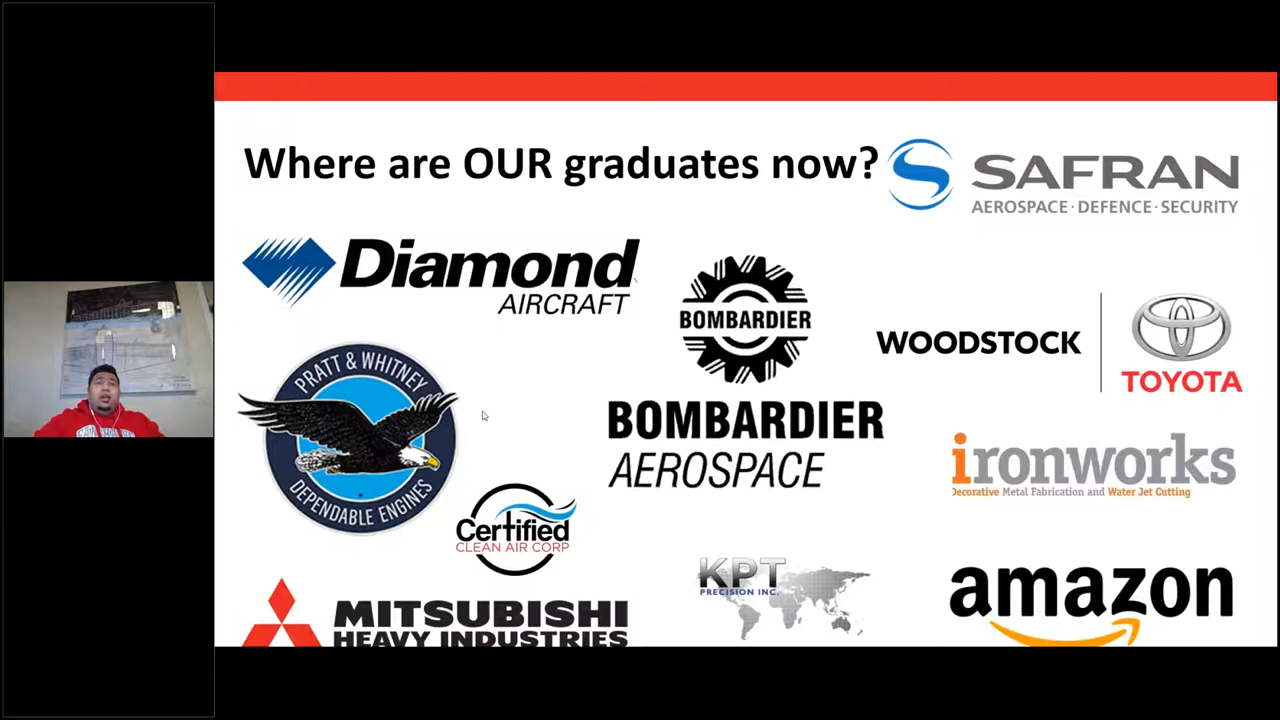 Where are OUR graduates now?
SAFRAN
AEROSPACE·DEFENCE·SECURITY
Diamond
AIRCRAFT
BOMBARDIER
WOODSTOCK
TOYOTA
PRATT & WHITNEY
DEPENDABLE ENGINES
BOMBARDIER
AEROSPACE
ironworks
Decorative Metal Fabrication and Water Jet Cutting
Certified
CLEAN AIR CORP
KPT
PRECISION INC.
amazon
MITSUBISHI
HEAVY INDUSTRIES